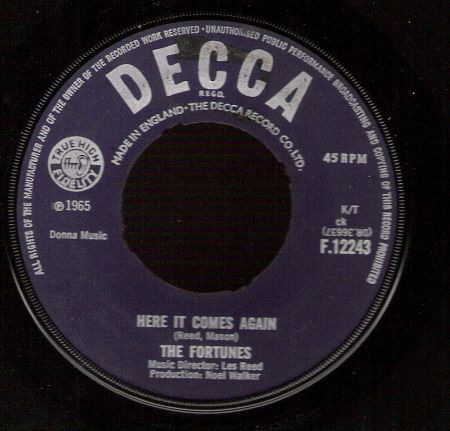 ALL RIGHTS OF THE MANUFACTURER AND OF THE OWNER OF THE RECORDED WORK RESERVED · UNAUTHORISED PUBLIC PERFORMANCE BROADCASTING AND COPYING OF THIS RECORD PROHIBITED
DECCA
REGD.
MADE IN ENGLAND · THE DECCA RECORD CO. LTD.
TRUE HIGH
FIDELITY
45 RPM
℗ 1965
K/T
ck
Donna Music
(DR.36637)
F.12243
HERE IT COMES AGAIN
(Reed, Mason)
THE FORTUNES
Music Director: Les Reed
Production: Noel Walker